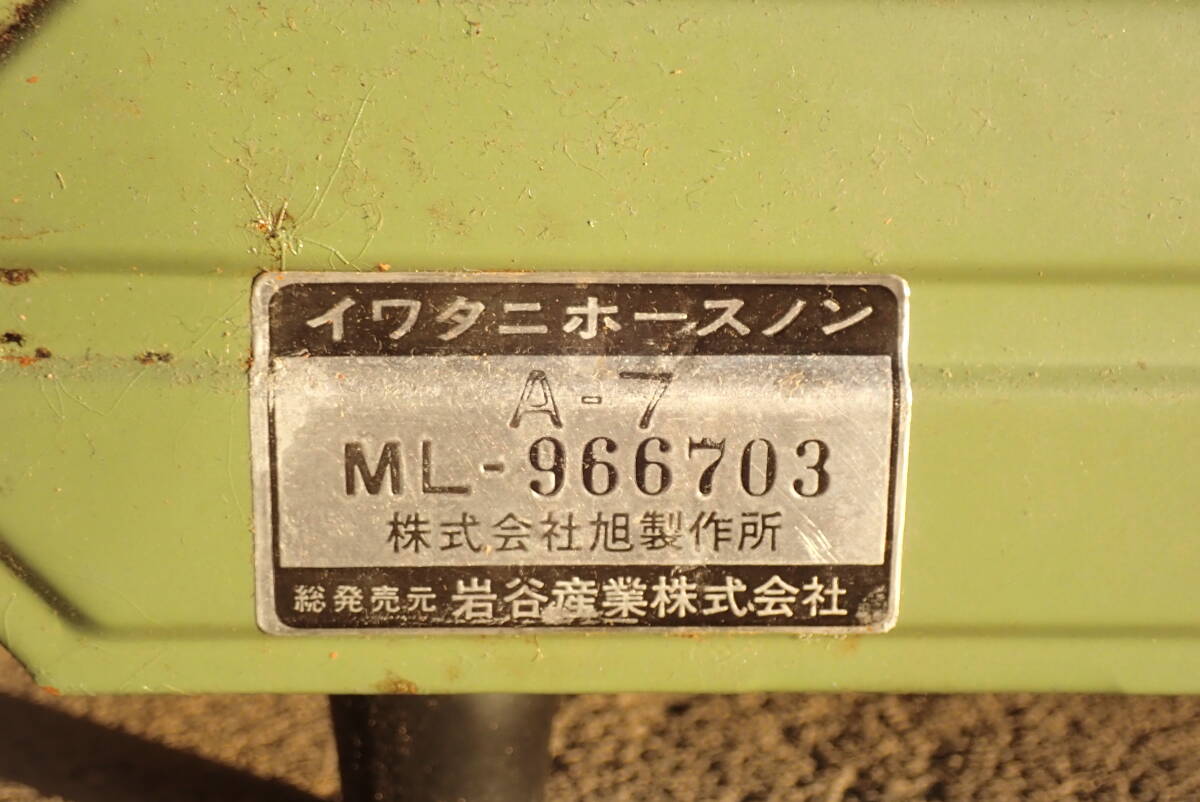 イワタニホースノン
A-7
ML-966703
株式会社旭製作所
総発売元 岩谷産業株式会社